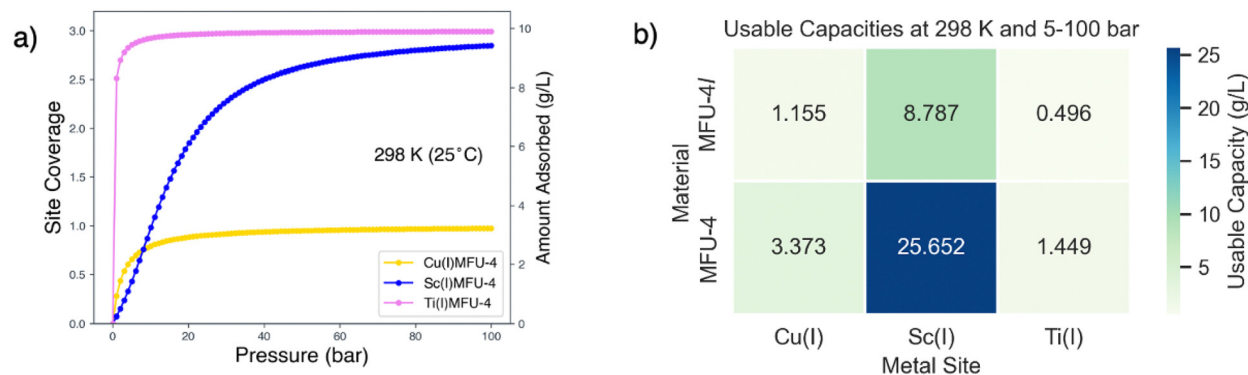 a)
Site Coverage
3.0
2.5
2.0
1.5
1.0
0.5
0.0
0
20
40
60
80
100
Pressure (bar)
10
8
6
4
2
0
Amount Adsorbed (g/L)
298 K (25°C)
Cu(I)MFU-4
Sc(I)MFU-4
Ti(I)MFU-4
b)
Usable Capacities at 298 K and 5-100 bar
Material
MFU-4l
MFU-4
1.155 8.787 0.496
3.373 25.652 1.449
Cu(I) Sc(I) Ti(I)
Metal Site
25
20
15
10
5
Usable Capacity (g/L)